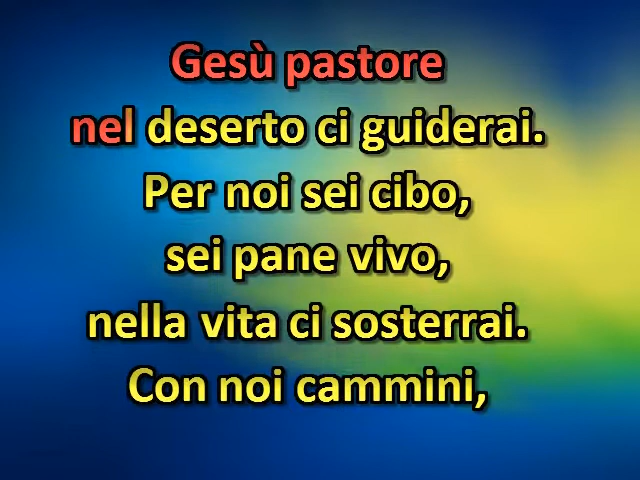 Gesù pastore
nel deserto ci guiderai.
Per noi sei cibo,
sei pane vivo,
nella vita ci sosterrai.
Con noi cammini,